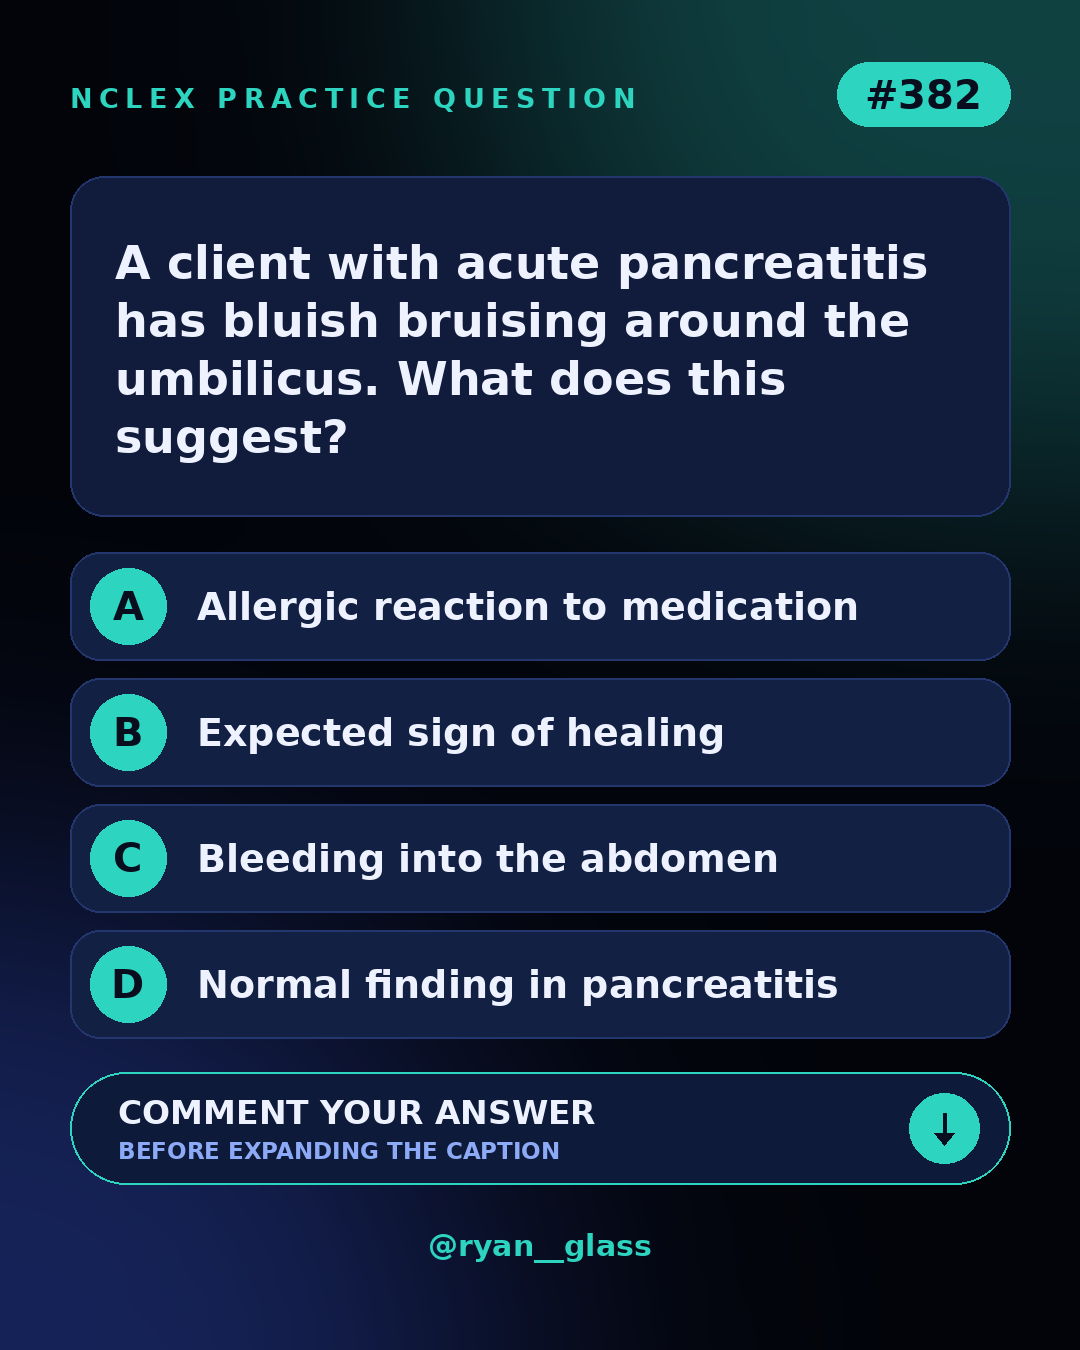 NCLEX PRACTICE QUESTION
#382
A client with acute pancreatitis
has bluish bruising around the
umbilicus. What does this
suggest?
A Allergic reaction to medication
B Expected sign of healing
C Bleeding into the abdomen
D Normal finding in pancreatitis
COMMENT YOUR ANSWER
BEFORE EXPANDING THE CAPTION
@ryan__glass